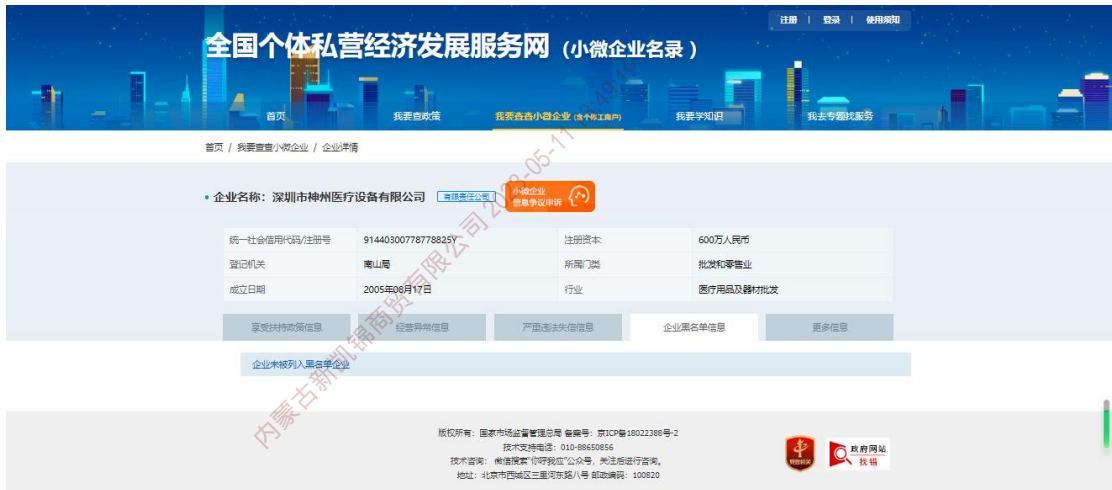 注册 | 登录 | 使用须知
全国个体私营经济发展服务网（小微企业名录）
首页 我要查政策 我要查查小微企业 (含个体工商户) 我要学知识 我去专题找服务
首页 / 我要查查小微企业 / 企业详情
• 企业名称：深圳市神州医疗设备有限公司 有限责任公司 小微企业
信息争议申诉
统一社会信用代码/注册号 91440300778778825Y 注册资本: 600万人民币
登记机关 南山局 所属门类 批发和零售业
成立日期 2005年08月17日 行业 医疗用品及器材批发
享受扶持政策信息 经营异常信息 严重违法失信信息 企业黑名单信息 更多信息
企业未被列入黑名单企业
内蒙古新凯锦商贸有限公司 2023-05-11
版权所有：国家市场监督管理总局 备案号：京ICP备18022388号-2
技术支持电话：010-88650856
技术咨询：微信搜索“你呼我应”公众号，关注后进行咨询。
地址：北京市西城区三里河东路八号 邮政编码：100820
党政机关
政府网站
找错